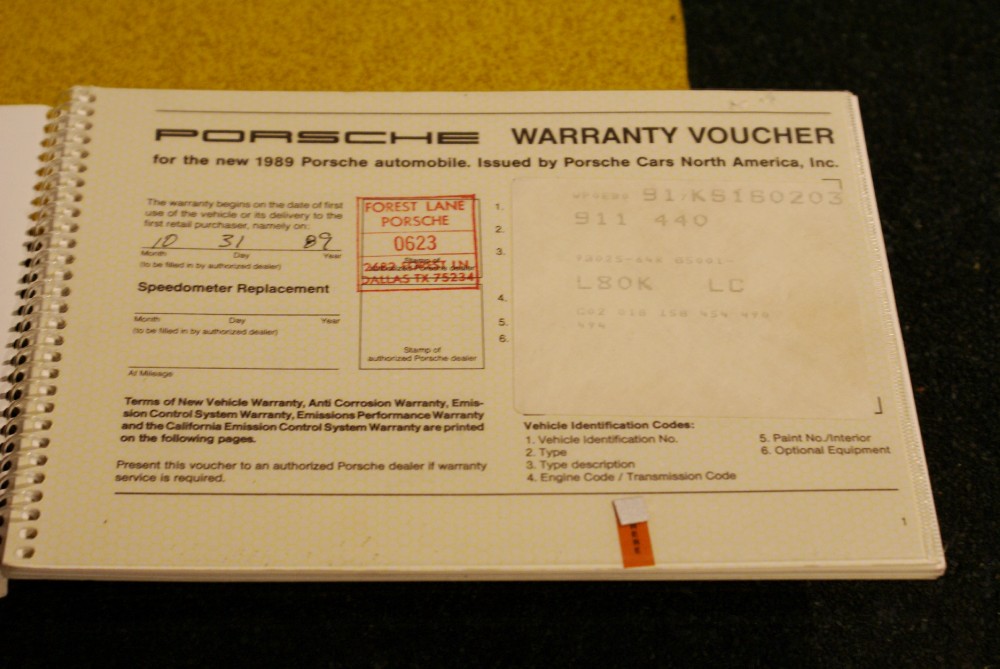 PORSCHE WARRANTY VOUCHER
for the new 1989 Porsche automobile. Issued by Porsche Cars North America, Inc.
The warranty begins on the date of first
use of the vehicle or its delivery to the
first retail purchaser, namely on:
10 31 89
Month Day Year
(to be filled in by authorized dealer)
Speedometer Replacement
Month Day Year
(to be filled in by authorized dealer)
At Mileage
FOREST LANE
PORSCHE
0623
Stamp of
DALLAS TX 75234
Stamp of
authorized Porsche dealer
1.
2.
3.
4.
5.
6.
911 440
L80K LC
Terms of New Vehicle Warranty, Anti Corrosion Warranty, Emis-
sion Control System Warranty, Emissions Performance Warranty
and the California Emission Control System Warranty are printed
on the following pages.
Present this voucher to an authorized Porsche dealer if warranty
service is required.
Vehicle Identification Codes:
1. Vehicle Identification No.
2. Type
3. Type description
4. Engine Code / Transmission Code
5. Paint No./Interior
6. Optional Equipment
HERE
1